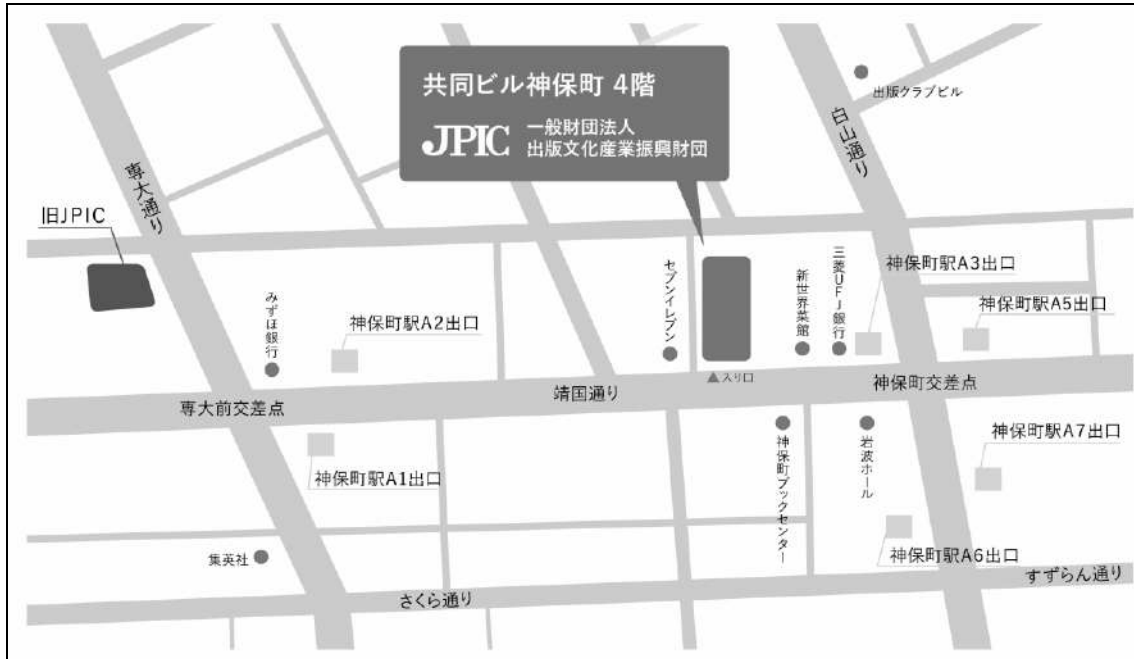 共同ビル神保町 4階
JPIC
一般財団法人
出版文化産業振興財団
出版クラブビル
白山通り
専大通り
旧JPIC
みずほ銀行
神保町駅A2出口
セブンイレブン
新世界菜館
三菱UFJ銀行
神保町駅A3出口
神保町駅A5出口
▲入り口
専大前交差点
靖国通り
神保町交差点
神保町駅A1出口
神保町ブックセンター
岩波ホール
神保町駅A7出口
集英社
神保町駅A6出口
さくら通り
すずらん通り